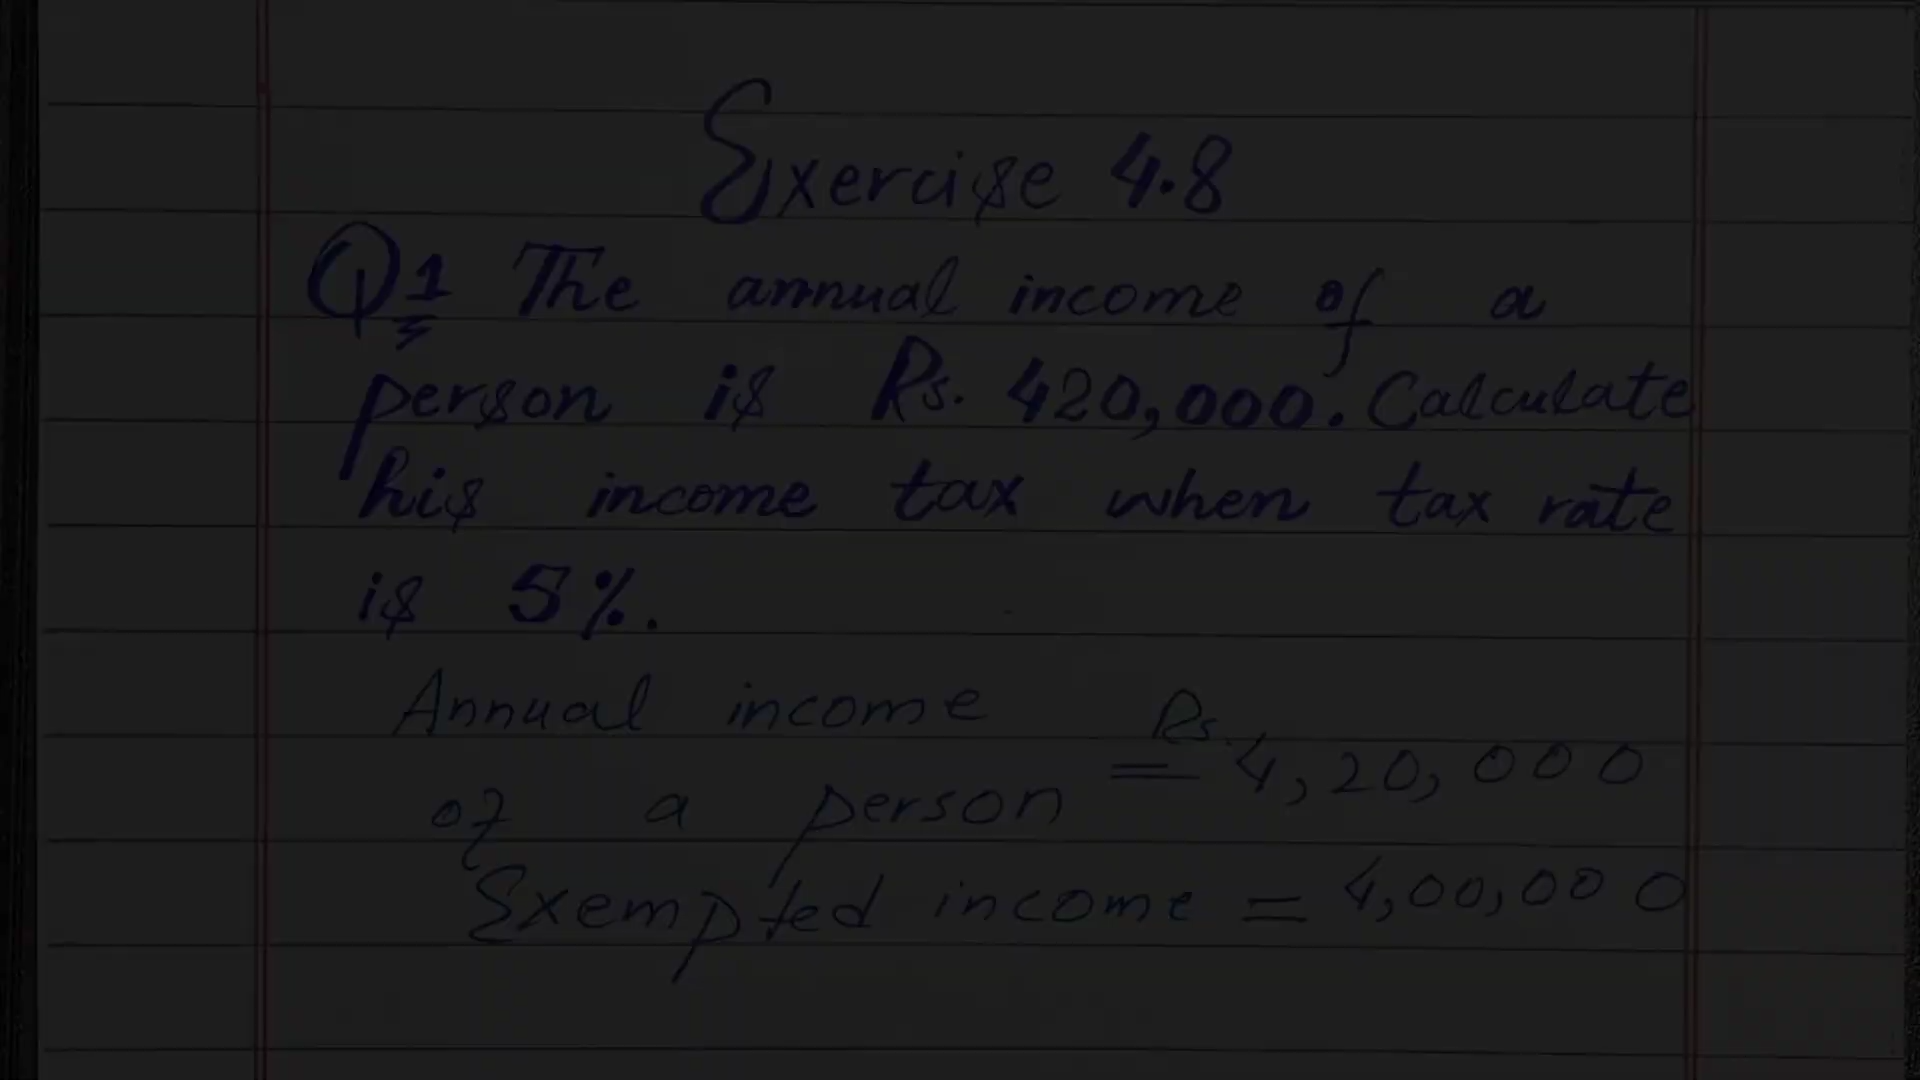 Exercise 4.8
Q1 The annual income of a
person is Rs. 420,000. Calculate
his income tax when tax rate
is 5%.
Annual income
of a person = Rs. 4,20,000
Exempted income = 4,00,000